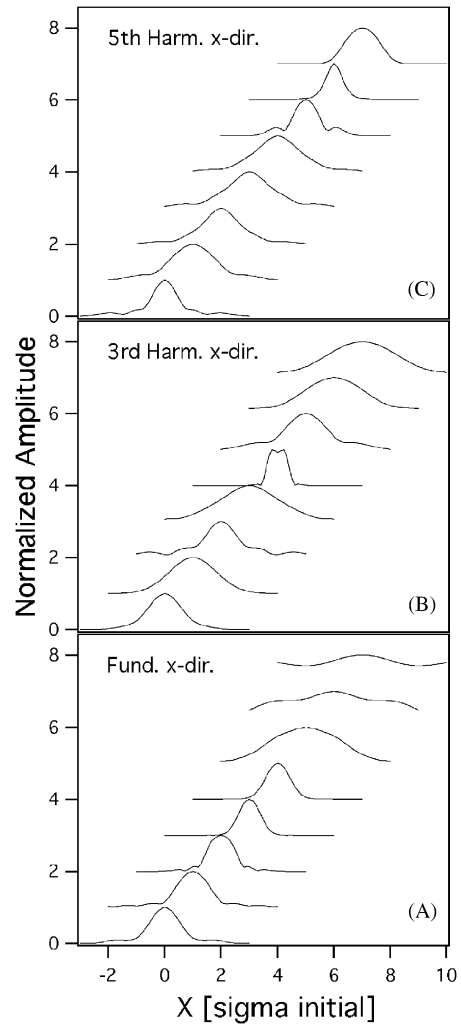 8
5th Harm. x-dir.
6
4
2
(C)
0
8
3rd Harm. x-dir.
6
4
2
(B)
0
Normalized Amplitude
8
Fund. x-dir.
6
4
2
(A)
0
-2 0 2 4 6 8 10
X [sigma initial]